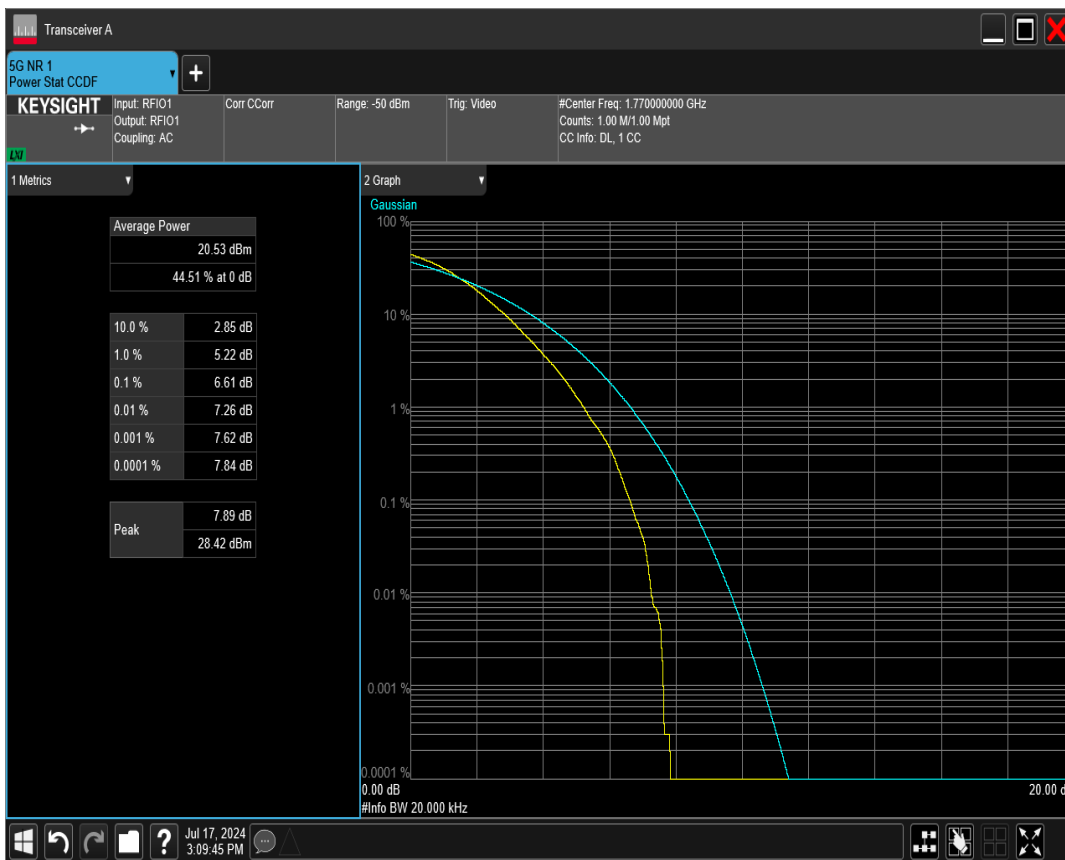 Transceiver A
5G NR 1
Power Stat CCDF
+
KEYSIGHT
LXI
Input: RFIO1
Output: RFIO1
Coupling: AC
Corr CCorr
Range: -50 dBm
Trig: Video
#Center Freq: 1.770000000 GHz
Counts: 1.00 M/1.00 Mpt
CC Info: DL, 1 CC
1 Metrics
Average Power
20.53 dBm
44.51 % at 0 dB
10.0 % 2.85 dB
1.0 % 5.22 dB
0.1 % 6.61 dB
0.01 % 7.26 dB
0.001 % 7.62 dB
0.0001 % 7.84 dB
Peak 7.89 dB
28.42 dBm
2 Graph
Gaussian
100 %
10 %
1 %
0.1 %
0.01 %
0.001 %
0.0001 %
0.00 dB 20.00 d
#Info BW 20.000 kHz
?
Jul 17, 2024
3:09:45 PM